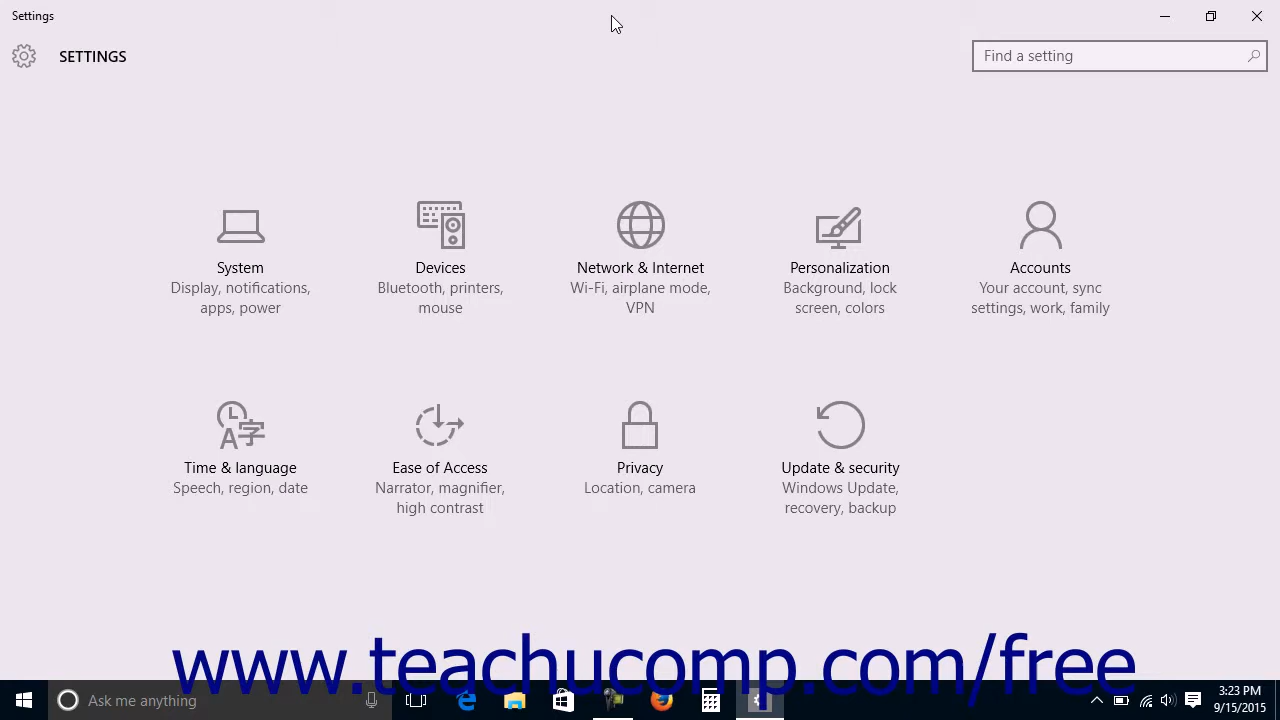 Settings
SETTINGS
Find a setting
System
Display, notifications,
apps, power
Devices
Bluetooth, printers,
mouse
Network & Internet
Wi-Fi, airplane mode,
VPN
Personalization
Background, lock
screen, colors
Accounts
Your account, sync
settings, work, family
A字
Time & language
Speech, region, date
Ease of Access
Narrator, magnifier,
high contrast
Privacy
Location, camera
Update & security
Windows Update,
recovery, backup
www.teachucomp.com/free
Ask me anything
3:23 PM
9/15/2015